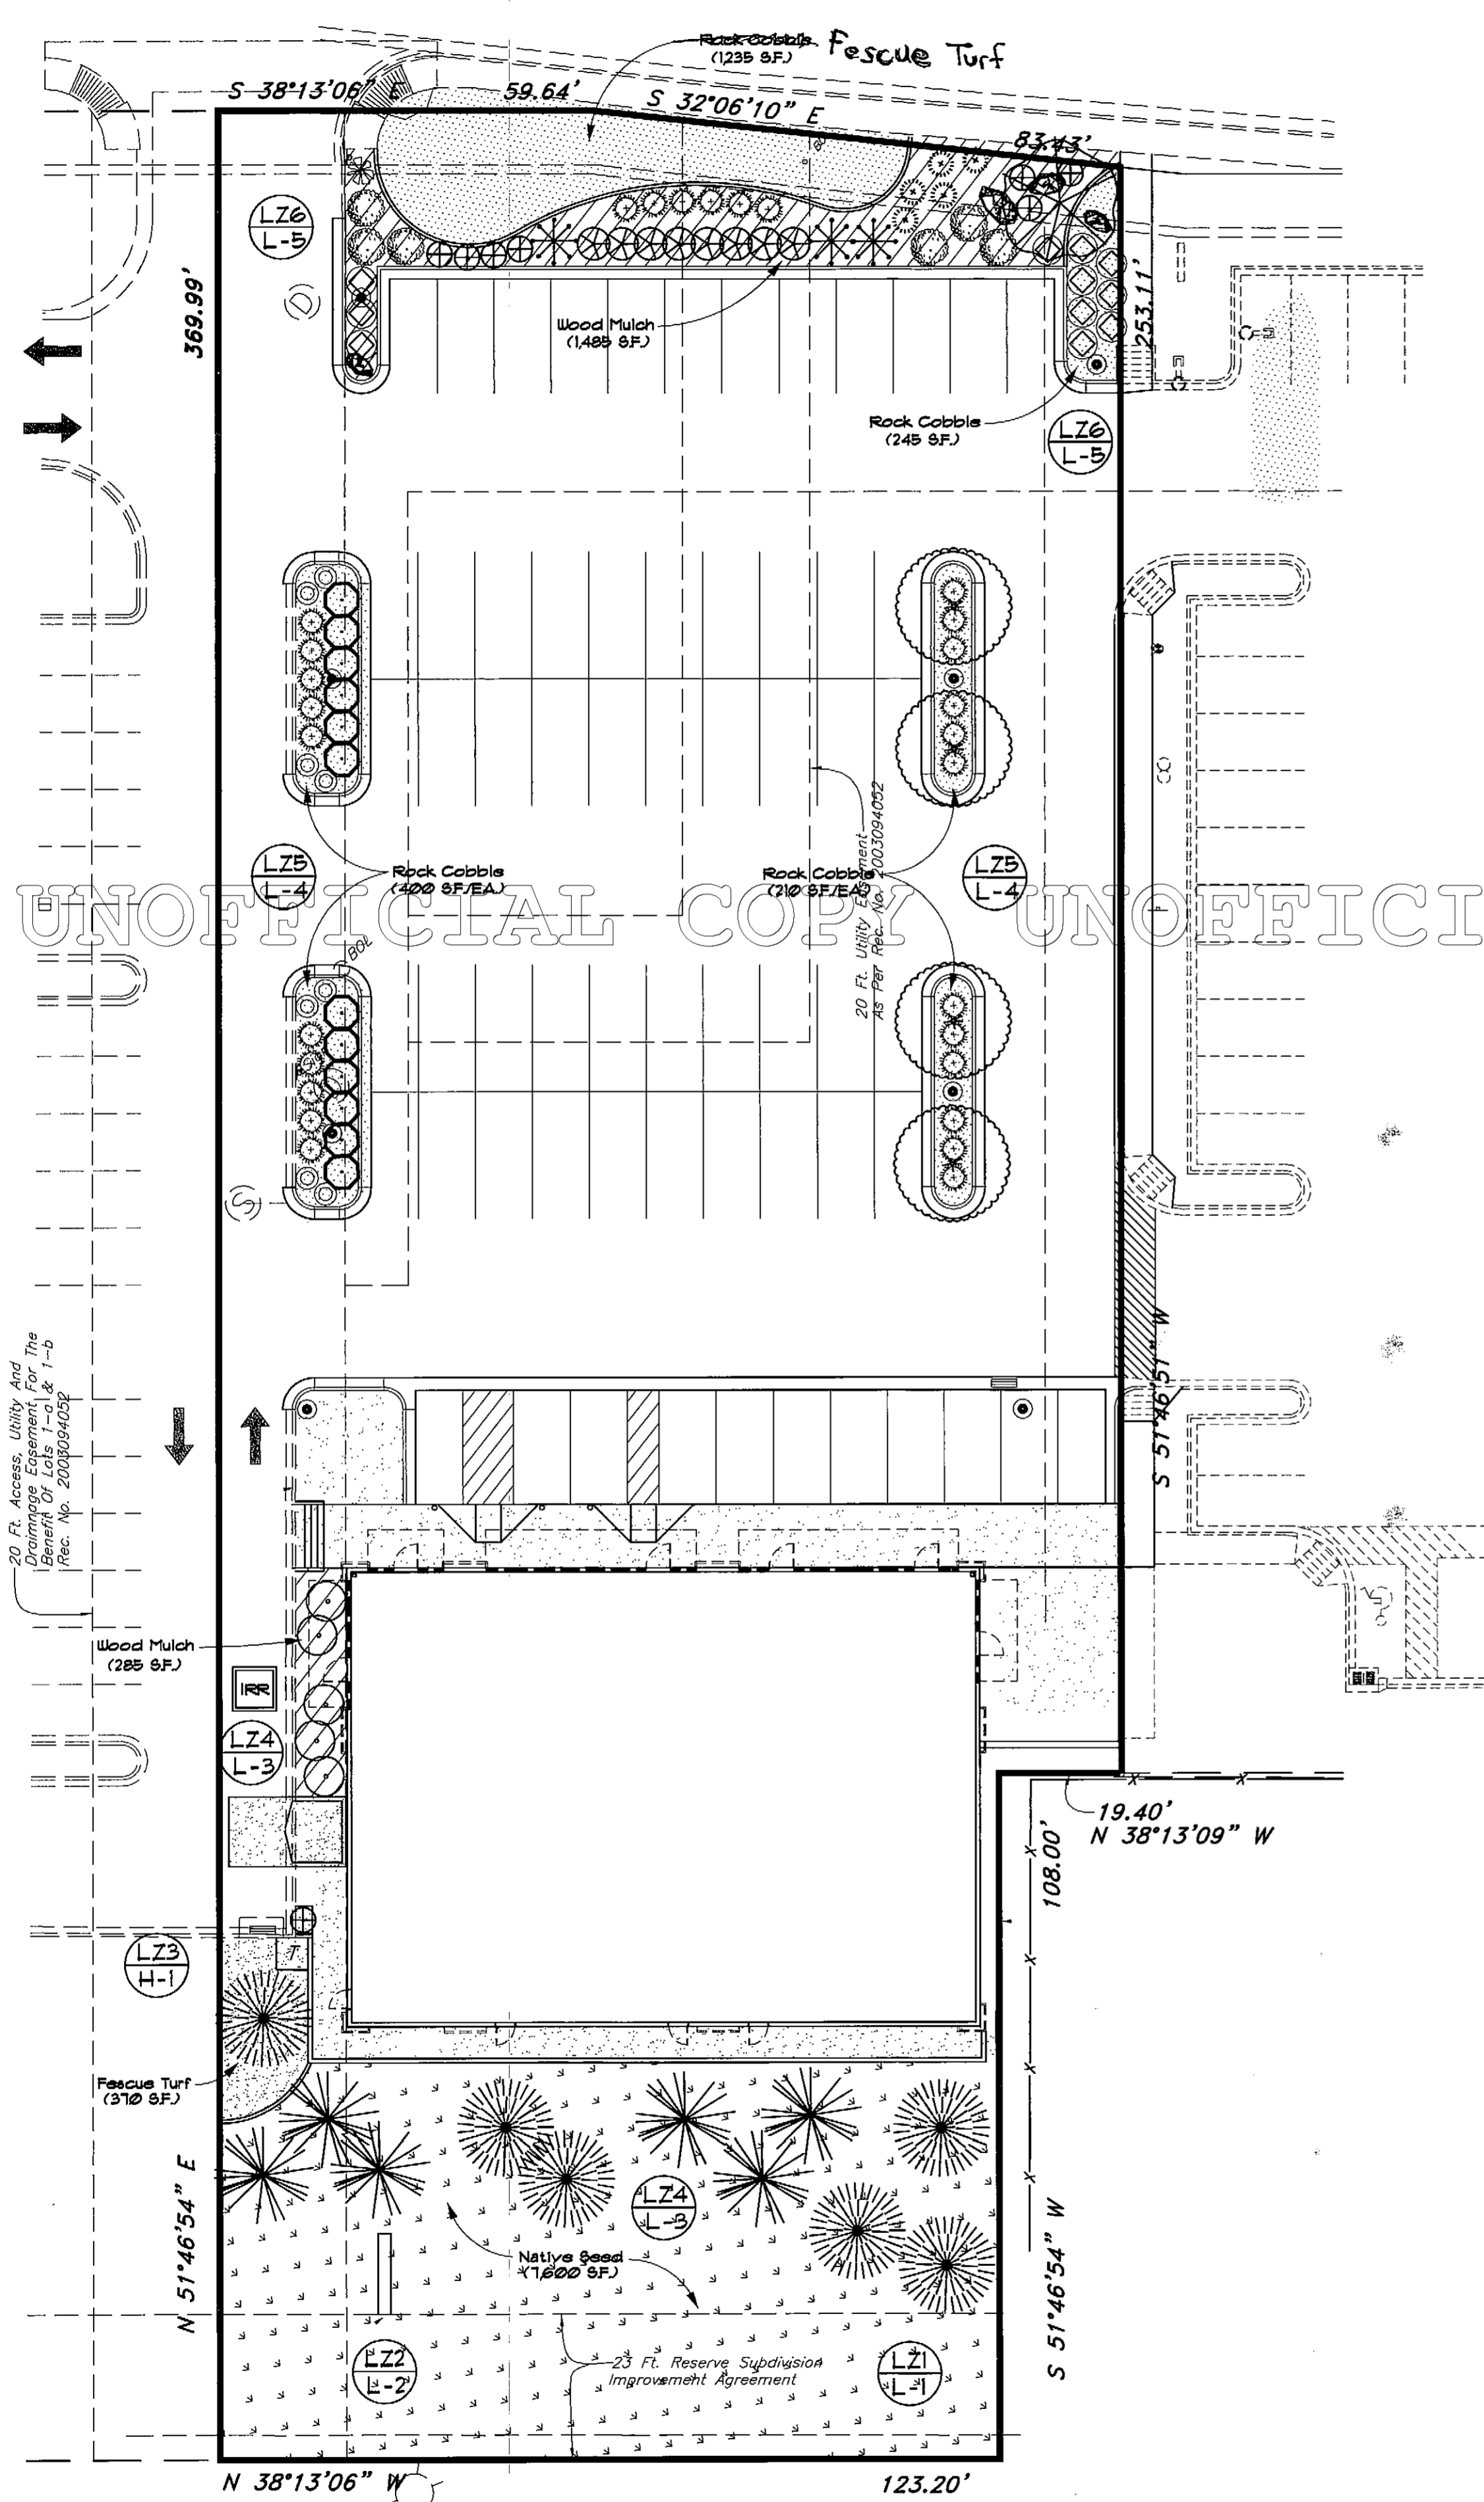 Rock Cobble
(1,235 S.F.)
Fescue Turf
S 38°13'06" E
59.64'
S 32°06'10" E
83.43'
LZ6
L-5
369.99'
(D)
Wood Mulch
(1,485 S.F.)
253.11'
Rock Cobble
(245 S.F.)
LZ6
L-5
20 Ft. Utility Easement
As Per Rec. No. 2003094052
LZ5
L-4
Rock Cobble
(400 S.F./EA.)
Rock Cobble
(210 S.F./EA.)
LZ5
L-4
UNOFFICIAL COPY UNOFFICI
BOL
(S)
20 Ft. Access, Utility And
Drainnage Easement For The
Benefit Of Lots 1-a & 1-b
Rec. No. 2003094052
S 51°46'51" W
Wood Mulch
(285 S.F.)
IRR
LZ4
L-3
19.40'
N 38°13'09" W
108.00'
LZ3
H-1
T
Fescue Turf
(370 S.F.)
N 51°46'54" E
LZ4
L-3
Native Seed
(7,600 S.F.)
S 51°46'54" W
LZ2
L-2
23 Ft. Reserve Subdivision
Improvement Agreement
LZ1
L-1
N 38°13'06" W
123.20'